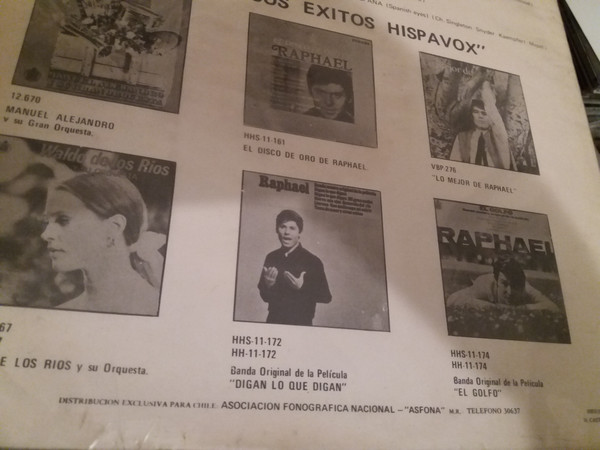 ANA (Spanish eyes) (Ch. Singleton-Snyder-Kaempfert
OS EXITOS HISPAVOX"
12.670
MANUEL ALEJANDRO
y su Gran Orquesta.
RAPHAEL
HHS-11-161
EL DISCO DE ORO DE RAPHAEL
VBP 276
"LO MEJOR DE RAPHAEL"
Waldo de los Rios
67
E LOS RIOS y su Orquesta.
Raphael
HHS-11-172
HH-11-172
Banda Original de la Película
"DIGAN LO QUE DIGAN"
EL GOLFO
RAPHAEL
HHS-11-174
HH-11-174
Banda Original de la Película
"EL GOLFO"
DISTRIBUCION EXCLUSIVA PARA CHILE: ASOCIACION FONOGRAFICA NACIONAL - "ASFONA" M.R. TELEFONO 30637